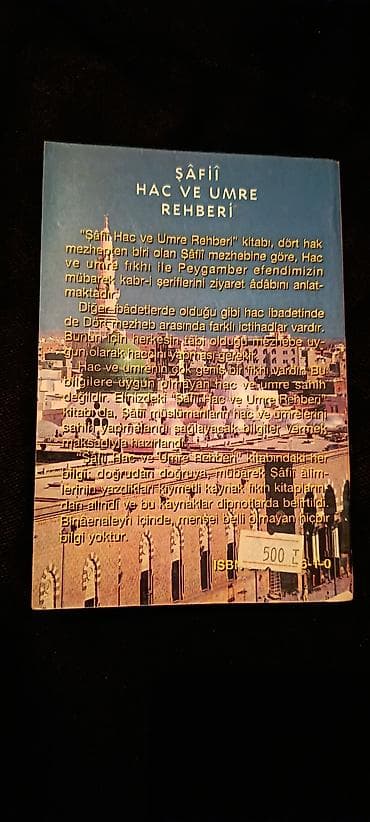 ŞÂFİÎ
HAC VE UMRE
REHBERİ
"Şâfiî Hac ve Umre Rehberi" kitabı, dört hak
mezhepten biri olan Şâfiî mezhebine göre, Hac
ve umre fıkhı ile Peygamber efendimizin
mübarek kabr-i şeriflerini ziyaret âdâbını anlat-
maktadır.
Diğer ibâdetlerde olduğu gibi hac ibadetinde
de Dört mezheb arasında farklı ictihadlar vardır.
Bunun için herkesin tabi olduğu mezhebe uy-
gun olarak haccını yapması gerekir.
Hac ve umrenin çok geniş bir fıkhı vardır. Bu
bilgilere uygun olmayan hac ve umre sahih
değildir. Elinizdeki "Şâfiî Hac ve Umre Rehberi"
kitabı da, Şâfiî müslümanların hac ve umrelerini
sahih yapmalarını sağlayacak bilgiler vermek
maksadıyla hazırlandı.
"Şâfiî Hac ve Umre Rehberi" kitabındaki her
bilgi, doğrudan doğruya, mübarek Şâfiî âlim-
lerinin yazdıkları kıymetli kaynak fıkıh kitapların-
dan alındı ve bu kaynaklar dipnotlarda belirtildi.
Binâenaleyh içinde, menşei belli olmayan hiçbir
bilgi yoktur.
500
ISBN